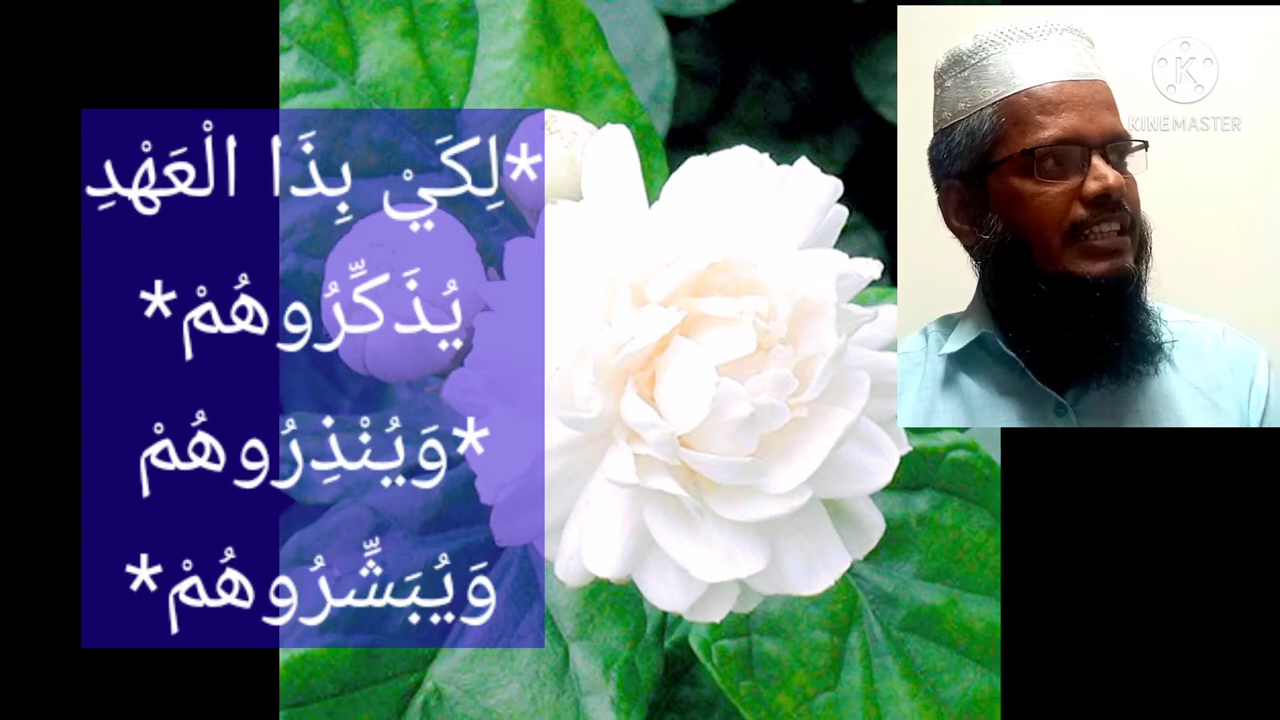 *لِكَيْ بِذَا الْعَهْدِ
يُذَكِّرُوهُمْ*
*وَيُنْذِرُوهُمْ
وَيُبَشِّرُوهُمْ*
K
KINEMASTER